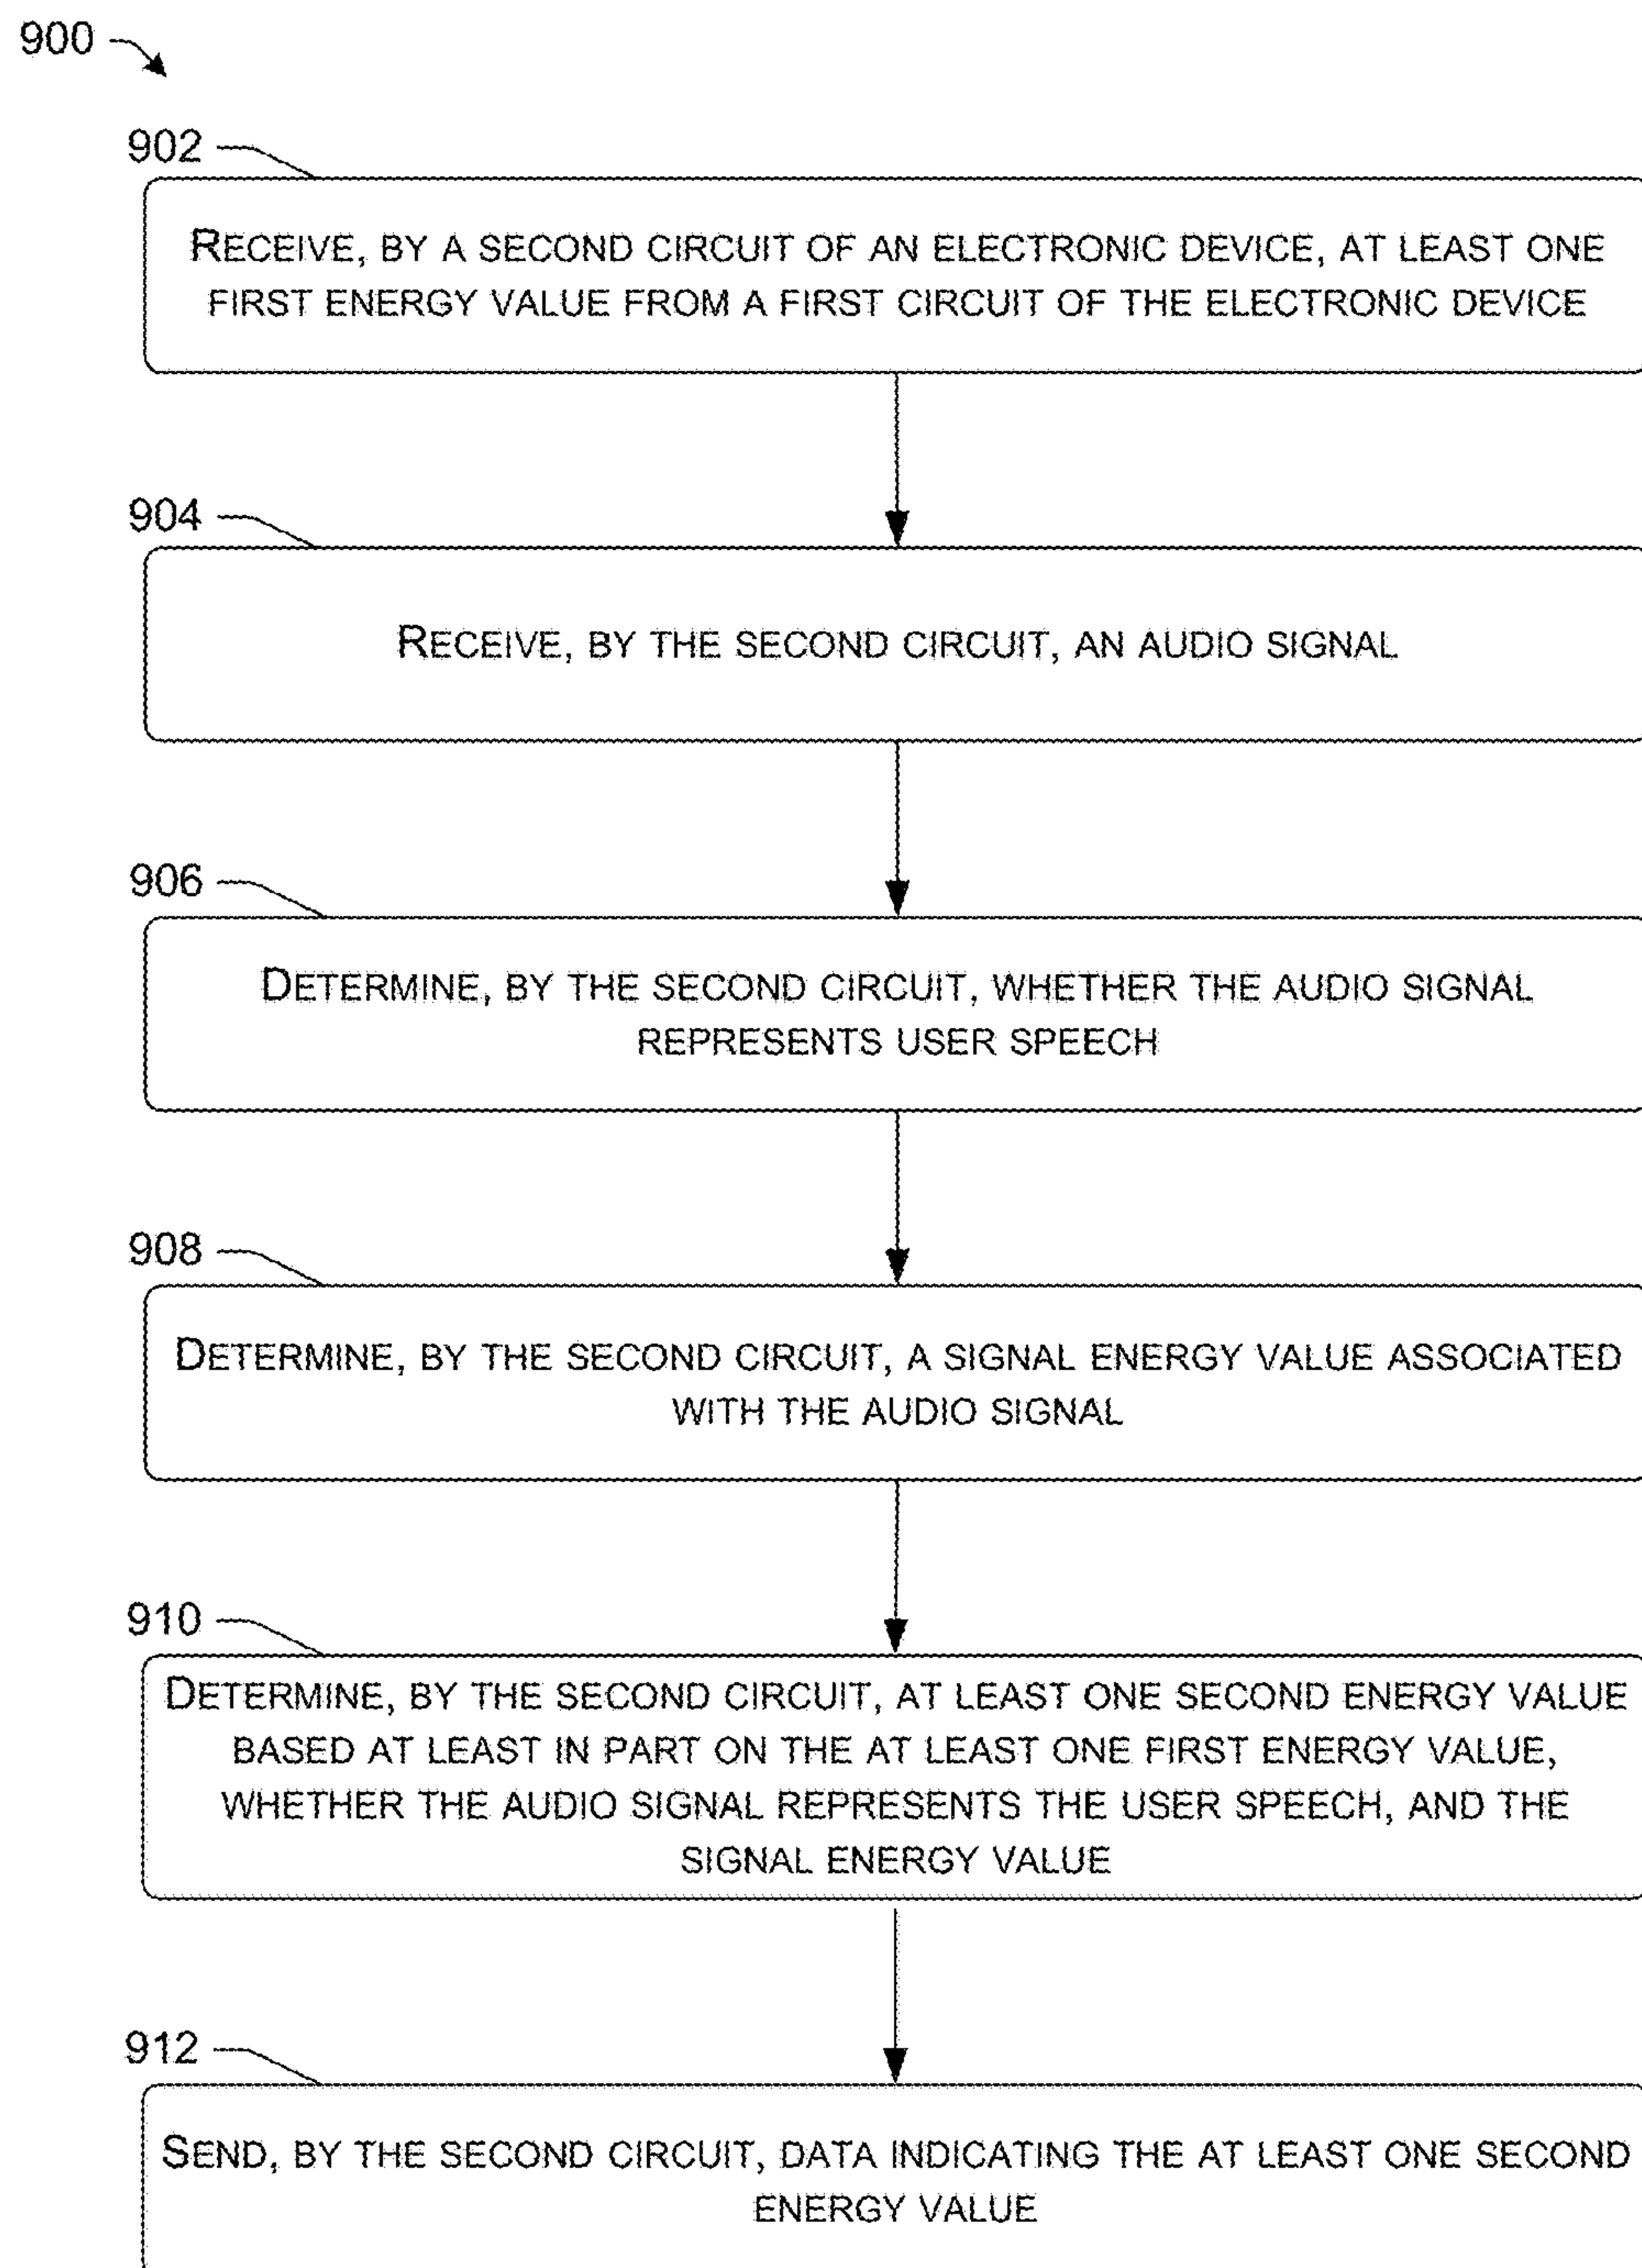 900
902
RECEIVE, BY A SECOND CIRCUIT OF AN ELECTRONIC DEVICE, AT LEAST ONE
FIRST ENERGY VALUE FROM A FIRST CIRCUIT OF THE ELECTRONIC DEVICE
904
RECEIVE, BY THE SECOND CIRCUIT, AN AUDIO SIGNAL
906
DETERMINE, BY THE SECOND CIRCUIT, WHETHER THE AUDIO SIGNAL
REPRESENTS USER SPEECH
908
DETERMINE, BY THE SECOND CIRCUIT, A SIGNAL ENERGY VALUE ASSOCIATED
WITH THE AUDIO SIGNAL
910
DETERMINE, BY THE SECOND CIRCUIT, AT LEAST ONE SECOND ENERGY VALUE
BASED AT LEAST IN PART ON THE AT LEAST ONE FIRST ENERGY VALUE,
WHETHER THE AUDIO SIGNAL REPRESENTS THE USER SPEECH, AND THE
SIGNAL ENERGY VALUE
912
SEND, BY THE SECOND CIRCUIT, DATA INDICATING THE AT LEAST ONE SECOND
ENERGY VALUE